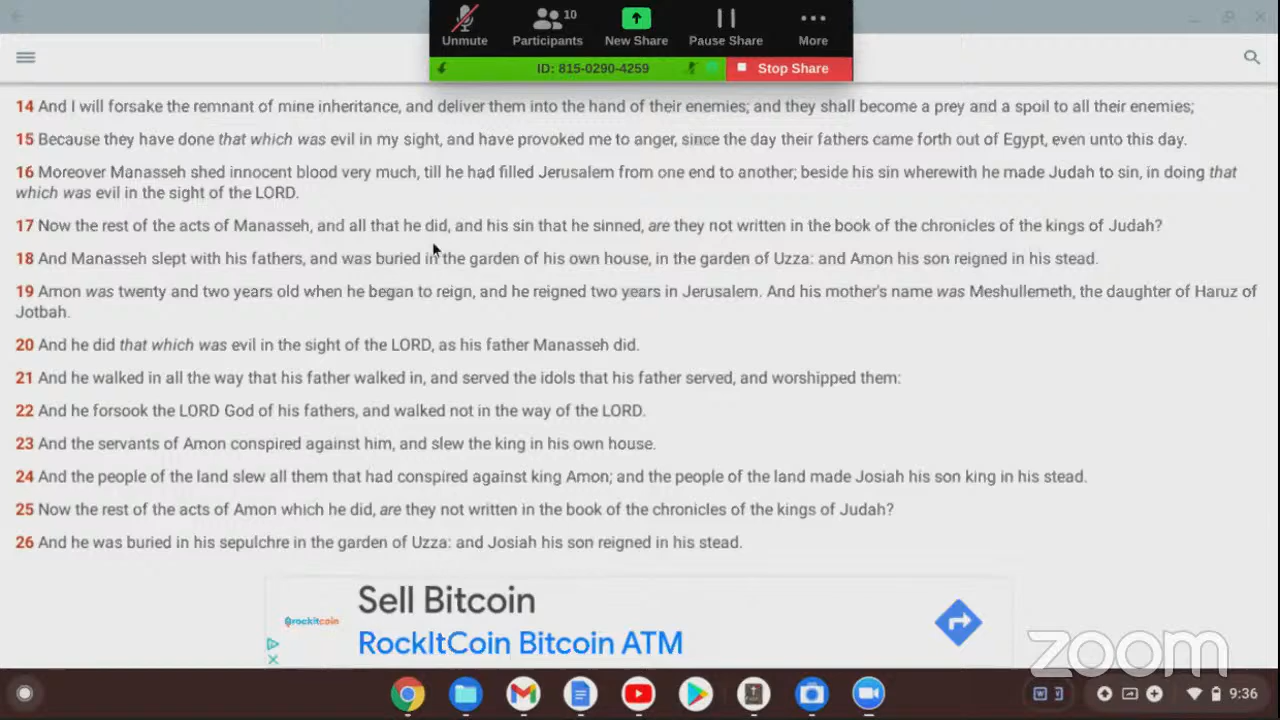 Unmute
10
Participants
New Share
Pause Share
More
ID: 815-0290-4259
Stop Share
14 And I will forsake the remnant of mine inheritance, and deliver them into the hand of their enemies; and they shall become a prey and a spoil to all their enemies;
15 Because they have done that which was evil in my sight, and have provoked me to anger, since the day their fathers came forth out of Egypt, even unto this day.
16 Moreover Manasseh shed innocent blood very much, till he had filled Jerusalem from one end to another; beside his sin wherewith he made Judah to sin, in doing that
which was evil in the sight of the LORD.
17 Now the rest of the acts of Manasseh, and all that he did, and his sin that he sinned, are they not written in the book of the chronicles of the kings of Judah?
18 And Manasseh slept with his fathers, and was buried in the garden of his own house, in the garden of Uzza: and Amon his son reigned in his stead.
19 Amon was twenty and two years old when he began to reign, and he reigned two years in Jerusalem. And his mother's name was Meshullemeth, the daughter of Haruz of
Jotbah.
20 And he did that which was evil in the sight of the LORD, as his father Manasseh did.
21 And he walked in all the way that his father walked in, and served the idols that his father served, and worshipped them:
22 And he forsook the LORD God of his fathers, and walked not in the way of the LORD.
23 And the servants of Amon conspired against him, and slew the king in his own house.
24 And the people of the land slew all them that had conspired against king Amon; and the people of the land made Josiah his son king in his stead.
25 Now the rest of the acts of Amon which he did, are they not written in the book of the chronicles of the kings of Judah?
26 And he was buried in his sepulchre in the garden of Uzza: and Josiah his son reigned in his stead.
Sell Bitcoin
rockitcoin
RockItCoin Bitcoin ATM
zoom
9:36